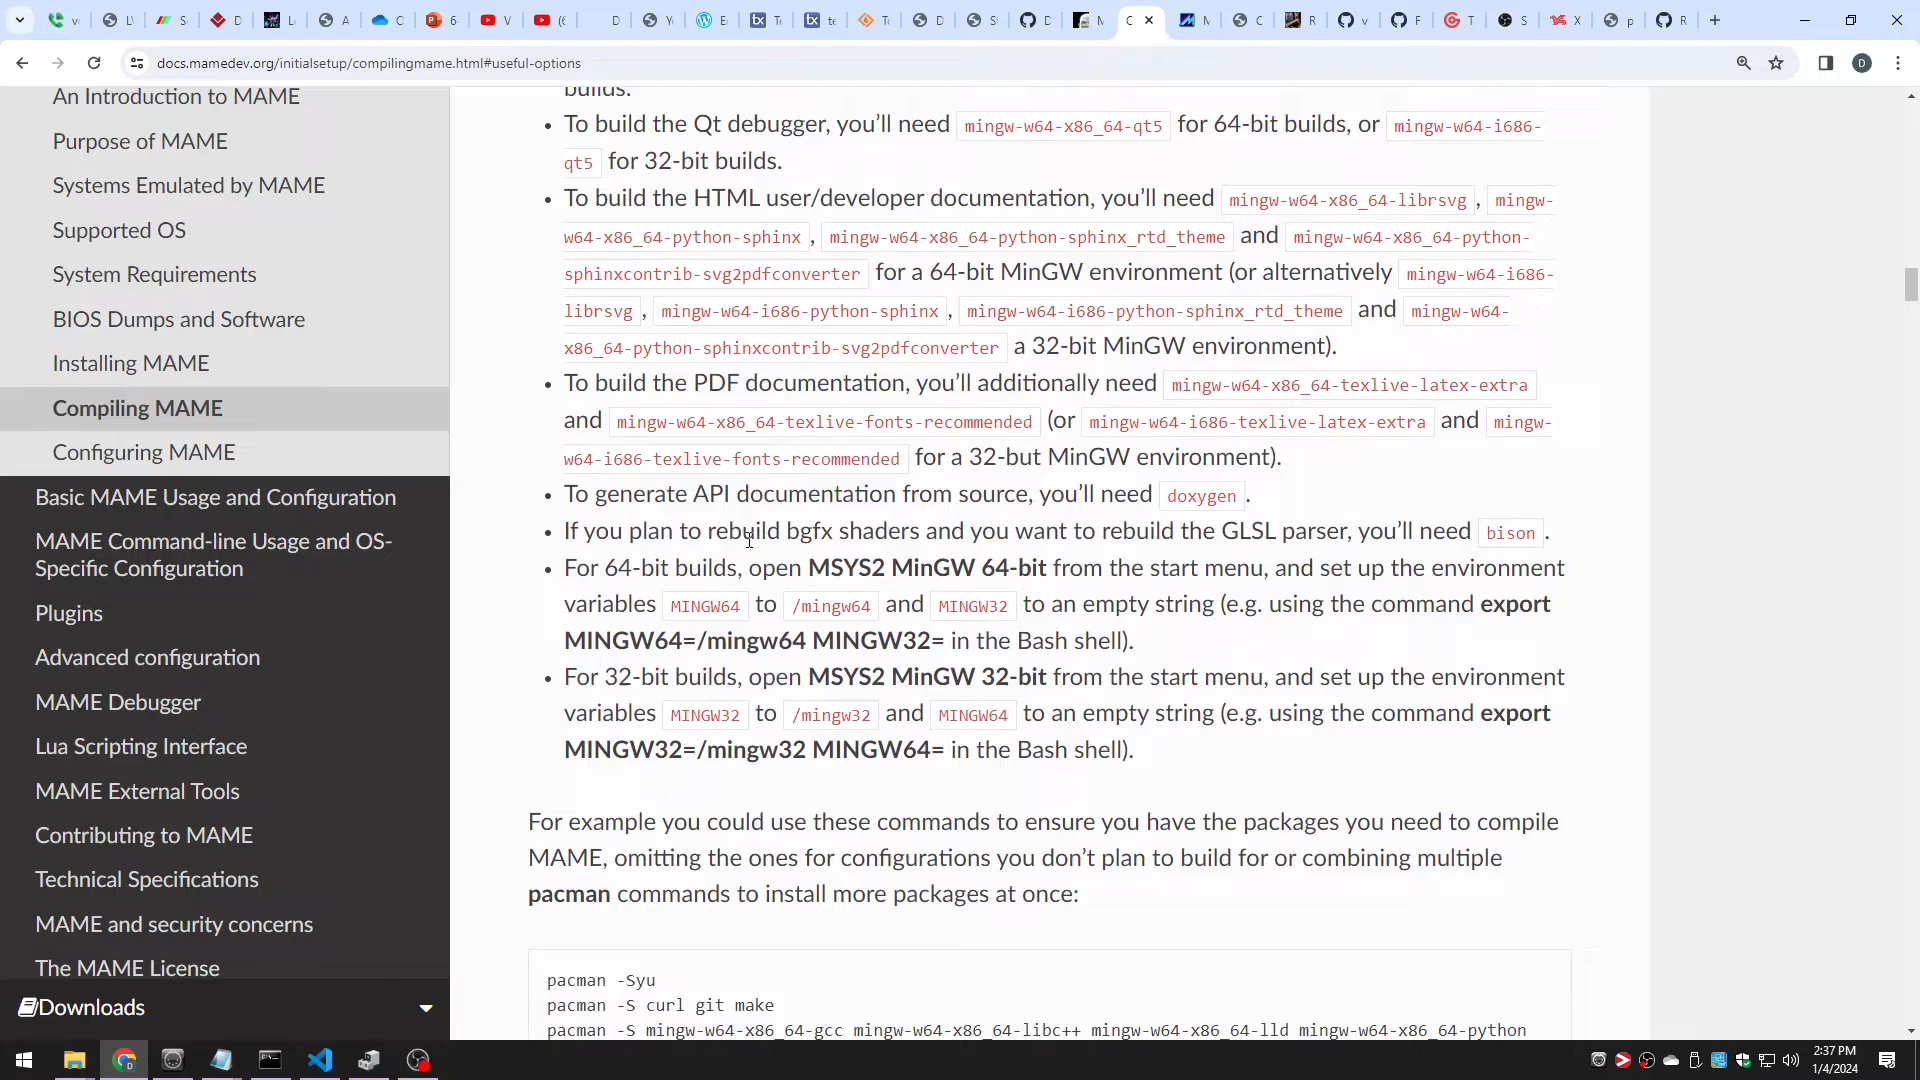 docs.mamedev.org/initialsetup/compilingmame.html#useful-options
D
An Introduction to MAME
Purpose of MAME
Systems Emulated by MAME
Supported OS
System Requirements
BIOS Dumps and Software
Installing MAME
Compiling MAME
Configuring MAME
Basic MAME Usage and Configuration
MAME Command-line Usage and OS-
Specific Configuration
Plugins
Advanced configuration
MAME Debugger
Lua Scripting Interface
MAME External Tools
Contributing to MAME
Technical Specifications
MAME and security concerns
The MAME License
Downloads
builds.
• To build the Qt debugger, you’ll need mingw-w64-x86_64-qt5 for 64-bit builds, or mingw-w64-i686-
qt5 for 32-bit builds.
• To build the HTML user/developer documentation, you’ll need mingw-w64-x86_64-librsvg , mingw-
w64-x86_64-python-sphinx , mingw-w64-x86_64-python-sphinx_rtd_theme and mingw-w64-x86_64-python-
sphinxcontrib-svg2pdfconverter for a 64-bit MinGW environment (or alternatively mingw-w64-i686-
librsvg , mingw-w64-i686-python-sphinx , mingw-w64-i686-python-sphinx_rtd_theme and mingw-w64-
x86_64-python-sphinxcontrib-svg2pdfconverter a 32-bit MinGW environment).
• To build the PDF documentation, you’ll additionally need mingw-w64-x86_64-texlive-latex-extra
and mingw-w64-x86_64-texlive-fonts-recommended (or mingw-w64-i686-texlive-latex-extra and mingw-
w64-i686-texlive-fonts-recommended for a 32-but MinGW environment).
• To generate API documentation from source, you’ll need doxygen .
• If you plan to rebuild bgfx shaders and you want to rebuild the GLSL parser, you’ll need bison .
• For 64-bit builds, open MSYS2 MinGW 64-bit from the start menu, and set up the environment
variables MINGW64 to /mingw64 and MINGW32 to an empty string (e.g. using the command export
MINGW64=/mingw64 MINGW32= in the Bash shell).
• For 32-bit builds, open MSYS2 MinGW 32-bit from the start menu, and set up the environment
variables MINGW32 to /mingw32 and MINGW64 to an empty string (e.g. using the command export
MINGW32=/mingw32 MINGW64= in the Bash shell).
For example you could use these commands to ensure you have the packages you need to compile
MAME, omitting the ones for configurations you don’t plan to build for or combining multiple
pacman commands to install more packages at once:
pacman -Syu
pacman -S curl git make
pacman -S mingw-w64-x86_64-gcc mingw-w64-x86_64-libc++ mingw-w64-x86_64-lld mingw-w64-x86_64-python
2:37 PM
1/4/2024